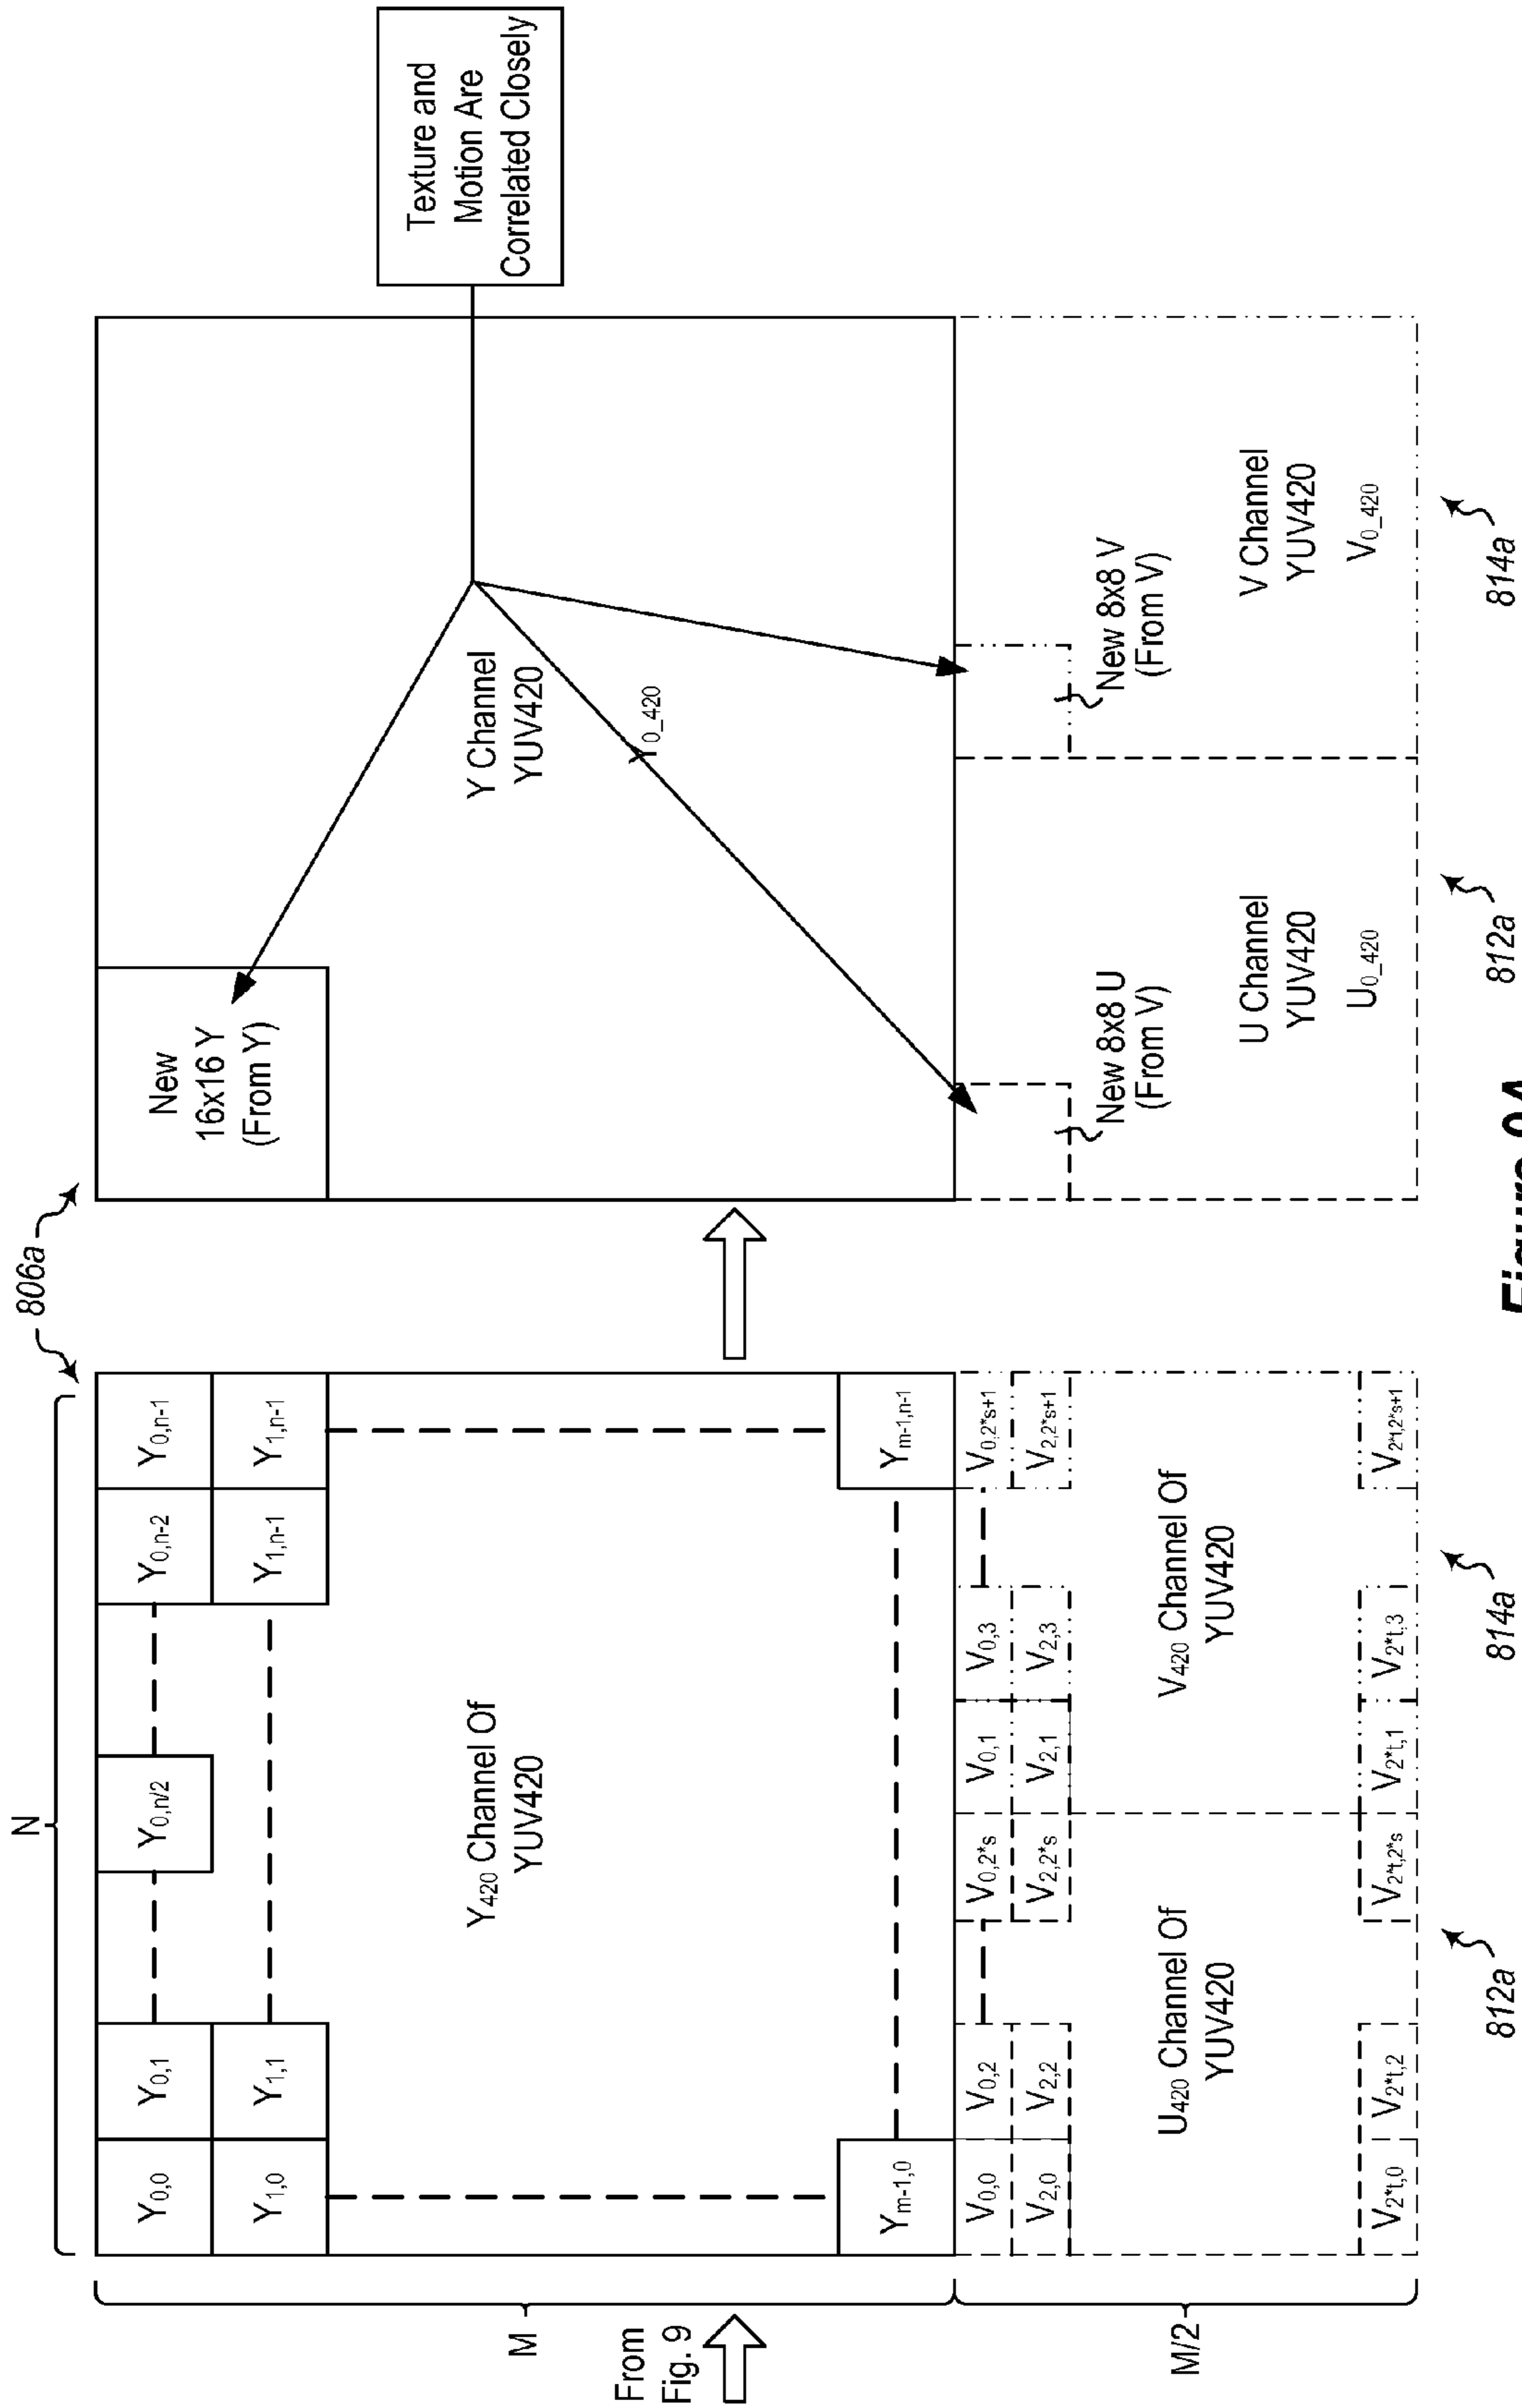 806a
N
Y0,0 Y0,1 Y0,n/2 Y0,n-2 Y0,n-1
Y1,0 Y1,1 Y1,n-1 Y1,n-1
M
From
Fig. 9
Y420 Channel Of
YUV420
Ym-1,0 Ym-1,n-1
V0,0 V0,2 V0,2*s V0,1 V0,3 V0,2*s+1
V2,0 V2,2 V2,2*s V2,1 V2,3 V2,2*s+1
M/2
U420 Channel Of
YUV420
V420 Channel Of
YUV420
V2*t,0 V2*t,2 V2*t,2*s V2*t,1 V2*t,3 V2*t,2*s+1
812a
814a
New
16x16 Y
(From Y)
Y Channel
YUV420
Y0_420
Texture and
Motion Are
Correlated Closely
New 8x8 U
(From V)
New 8x8 V
(From V)
U Channel
YUV420
U0_420
V Channel
YUV420
V0_420
812a
814a
Figure 9A